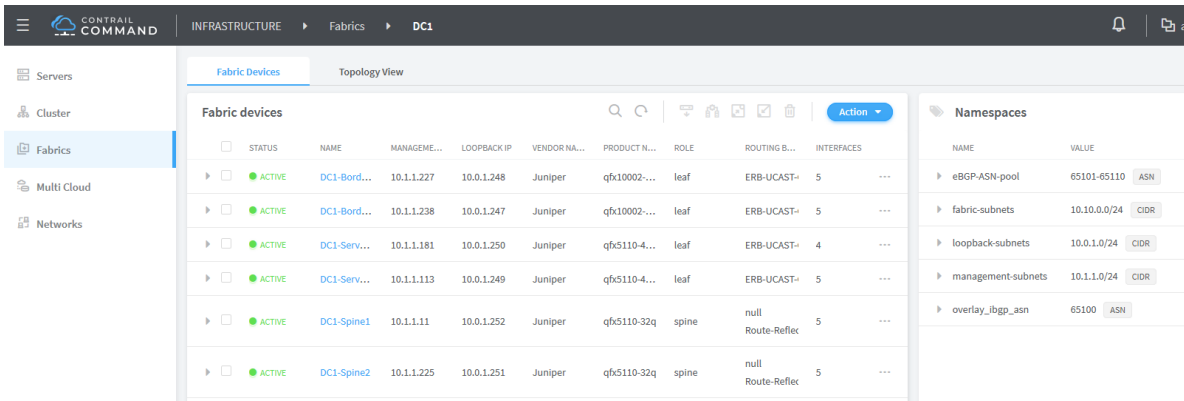 CONTRAIL COMMAND INFRASTRUCTURE Fabrics DC1
Servers
Cluster
Fabrics
Multi Cloud
Networks
Fabric Devices Topology View
Fabric devices Action
STATUS NAME MANAGEME... LOOPBACK IP VENDOR NA... PRODUCT N... ROLE ROUTING B... INTERFACES
ACTIVE DC1-Bord... 10.1.1.227 10.0.1.248 Juniper qfx10002-... leaf ERB-UCAST- 5 ---
ACTIVE DC1-Bord... 10.1.1.238 10.0.1.247 Juniper qfx10002-... leaf ERB-UCAST- 5 ---
ACTIVE DC1-Serv... 10.1.1.181 10.0.1.250 Juniper qfx5110-4... leaf ERB-UCAST- 4 ---
ACTIVE DC1-Serv... 10.1.1.113 10.0.1.249 Juniper qfx5110-4... leaf ERB-UCAST- 5 ---
ACTIVE DC1-Spine1 10.1.1.11 10.0.1.252 Juniper qfx5110-32q spine null Route-Reflec 5 ---
ACTIVE DC1-Spine2 10.1.1.225 10.0.1.251 Juniper qfx5110-32q spine null Route-Reflec 5 ---
Namespaces
NAME VALUE
eBGP-ASN-pool 65101-65110 ASN
fabric-subnets 10.10.0.0/24 CIDR
loopback-subnets 10.0.1.0/24 CIDR
management-subnets 10.1.1.0/24 CIDR
overlay_ibgp_asn 65100 ASN